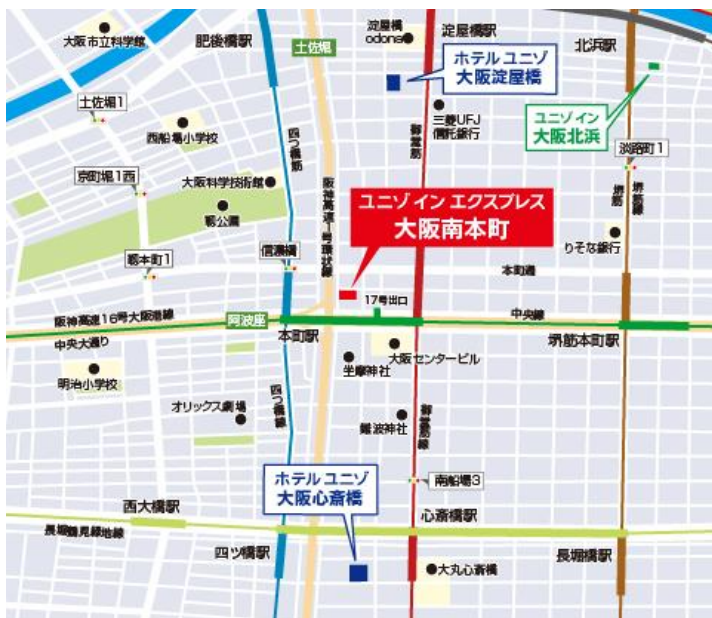 大阪市立科学館
肥後橋駅
土佐堀
淀屋橋
odona
淀屋橋駅
北浜駅
ホテル ユニゾ
大阪淀屋橋
土佐堀1
西船場小学校
四つ橋筋
御堂筋
三菱UFJ
信託銀行
ユニゾイン
大阪北浜
淡路町1
京町堀1西
大阪科学技術館
靱公園
阪神高速1号環状線
ユニゾ イン エクスプレス
大阪南本町
堺筋
堺筋線
りそな銀行
信濃橋
靱本町1
本町通
17号出口
阪神高速16号大阪港線
阿波座
中央線
中央大通り
本町駅
堺筋本町駅
明治小学校
坐摩神社
大阪センタービル
オリックス劇場
四つ橋線
難波神社
御堂筋線
ホテル ユニゾ
大阪心斎橋
南船場3
西大橋駅
心斎橋駅
長堀鶴見緑地線
四ツ橋駅
長堀橋駅
大丸心斎橋